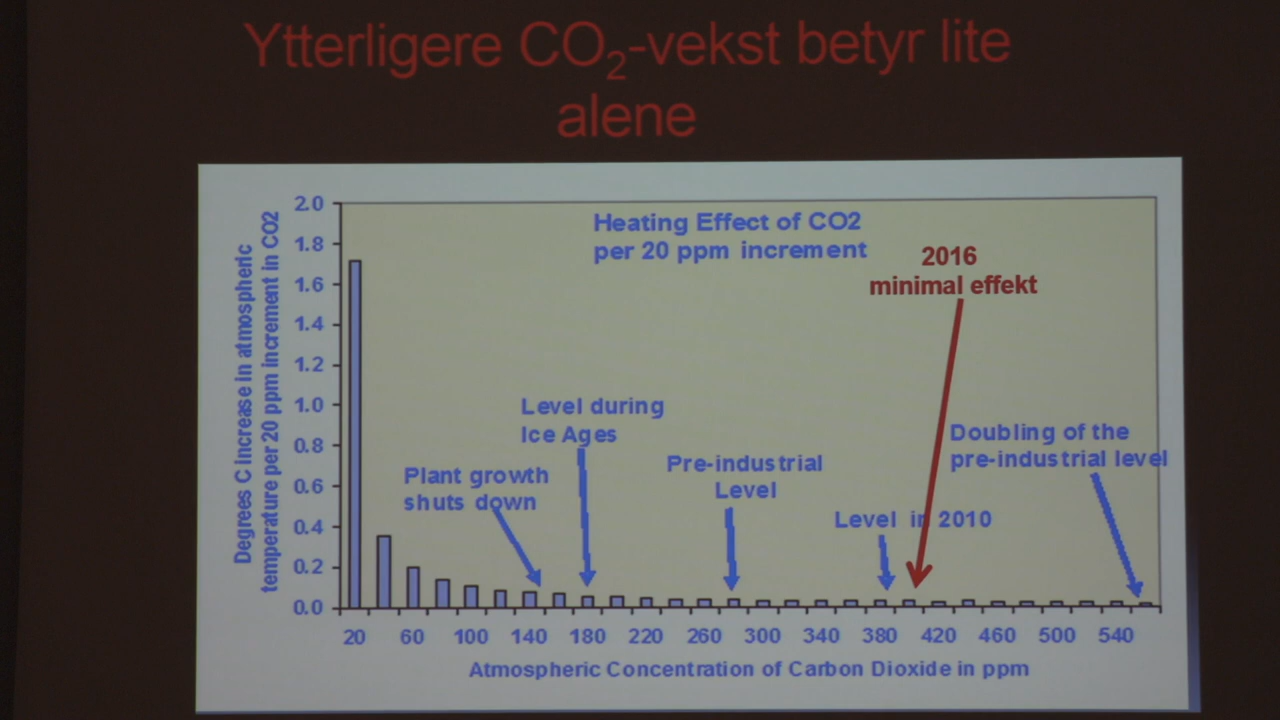 Ytterligere CO₂-vekst betyr lite
alene
Heating Effect of CO2
per 20 ppm increment
2016
minimal effekt
Level during
Ice Ages
Plant growth
shuts down
Pre-industrial
Level
Level in 2010
Doubling of the
pre-industrial level
Degrees C increase in atmospheric
temperature per 20 ppm increment in CO2
2.0
1.8
1.6
1.4
1.2
1.0
0.8
0.6
0.4
0.2
0.0
20 60 100 140 180 220 260 300 340 380 420 460 500 540
Atmospheric Concentration of Carbon Dioxide in ppm